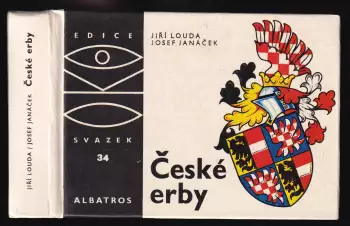 JIŘÍ LOUDA / JOSEF JANÁČEK České erby
EDICE
OKO
SVAZEK
34
ALBATROS
JIŘÍ LOUDA
JOSEF JANÁČEK
České
erby